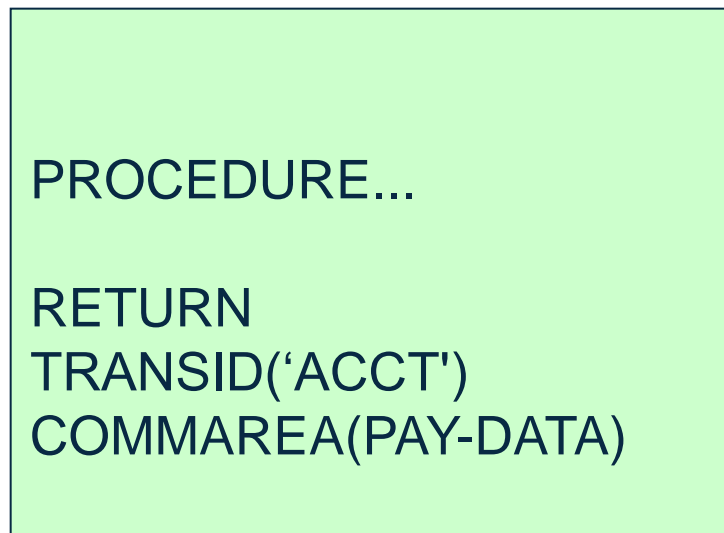 PROCEDURE...
RETURN
TRANSID(‘ACCT')
COMMAREA(PAY-DATA)